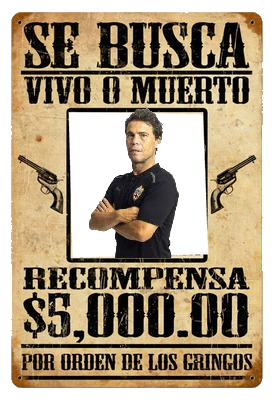 SE BUSCA
VIVO O MUERTO
RECOMPENSA
$5,000.00
POR ORDEN DE LOS GRINGOS